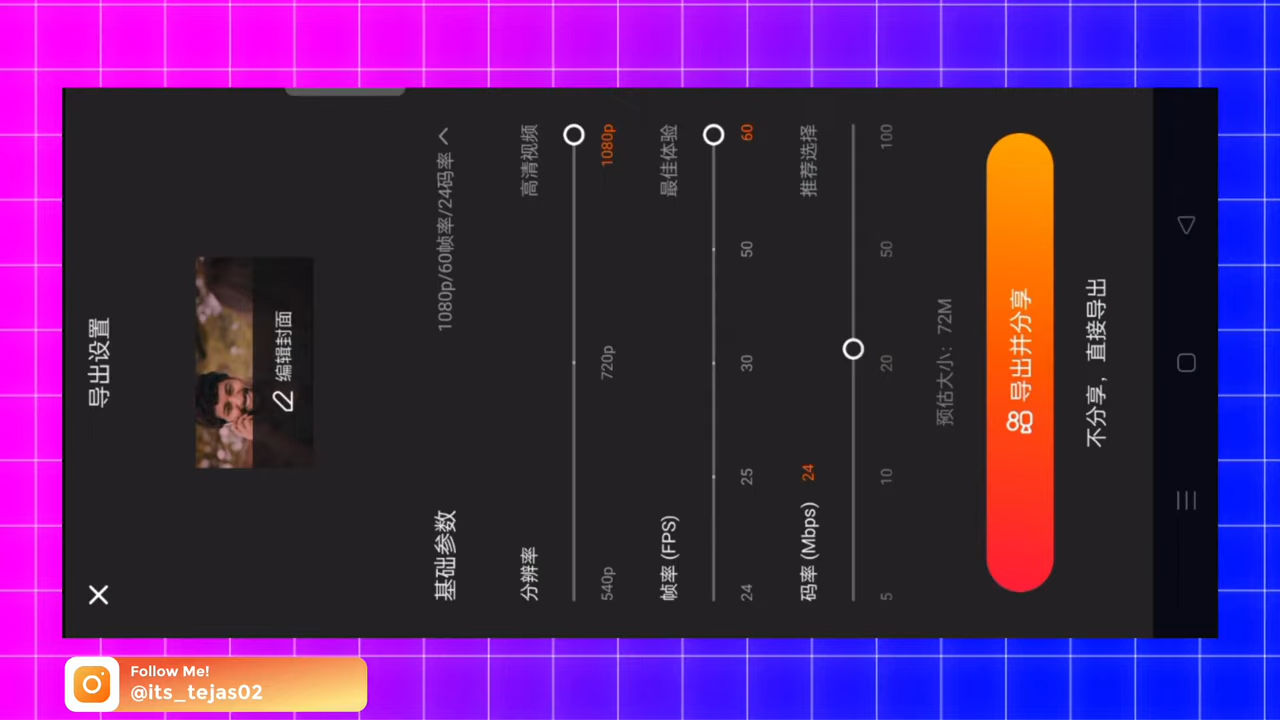 导出设置
编辑封面
基础参数
1080p/60帧率/24码率
分辨率
高清视频
540p
720p
1080p
帧率 (FPS)
最佳体验
24
25
30
50
60
码率 (Mbps)
24
推荐选择
5
10
20
50
100
预估大小：72M
导出并分享
不分享，直接导出
Follow Me!
@its_tejas02